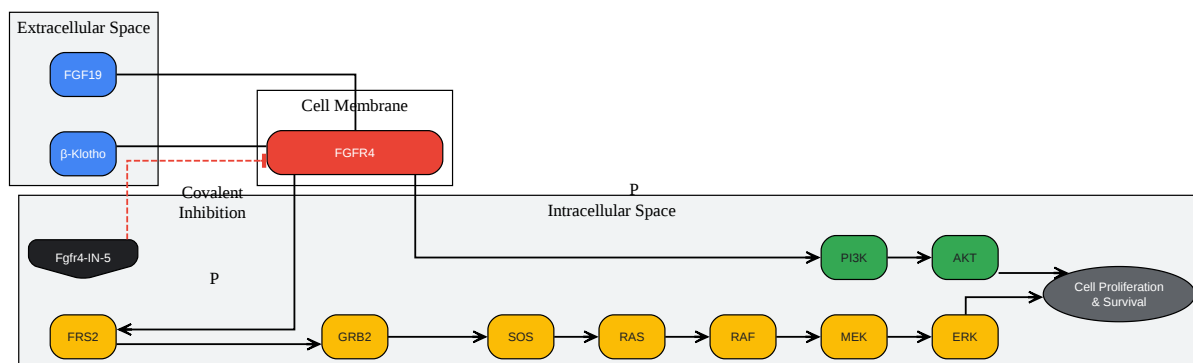 Extracellular Space
FGF19
Cell Membrane
β-Klotho
FGFR4
Covalent
Inhibition
P
Intracellular Space
Fgfr4-IN-5
PI3K
AKT
P
Cell Proliferation
& Survival
FRS2
GRB2
SOS
RAS
RAF
MEK
ERK